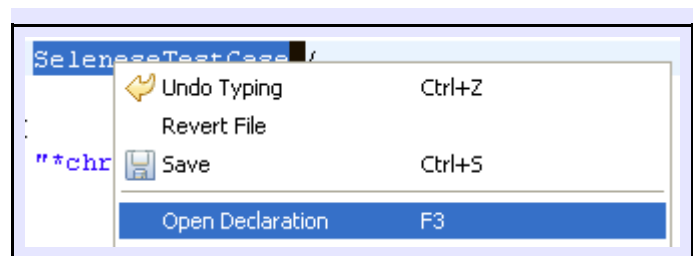 SeleneseTestCase {
Undo Typing Ctrl+Z
Revert File
"*chr
Save Ctrl+S
Open Declaration F3